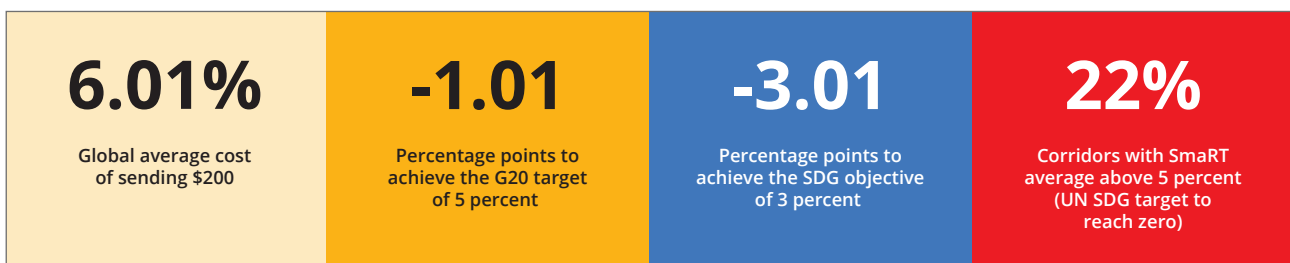 6.01%
Global average cost
of sending $200
-1.01
Percentage points to
achieve the G20 target
of 5 percent
-3.01
Percentage points to
achieve the SDG objective
of 3 percent
22%
Corridors with SmaRT
average above 5 percent
(UN SDG target to
reach zero)